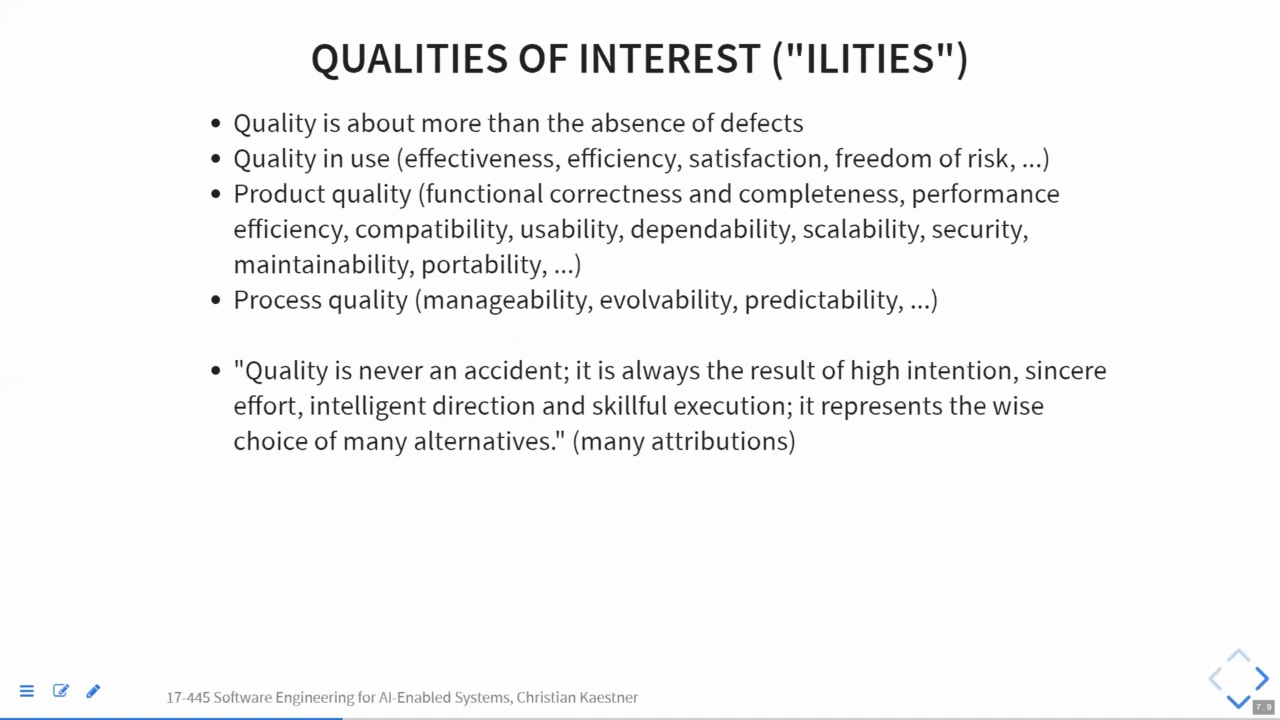 QUALITIES OF INTEREST ("ILITIES")
• Quality is about more than the absence of defects
• Quality in use (effectiveness, efficiency, satisfaction, freedom of risk, ...)
• Product quality (functional correctness and completeness, performance
efficiency, compatibility, usability, dependability, scalability, security,
maintainability, portability, ...)
• Process quality (manageability, evolvability, predictability, ...)
• "Quality is never an accident; it is always the result of high intention, sincere
effort, intelligent direction and skillful execution; it represents the wise
choice of many alternatives." (many attributions)
17-445 Software Engineering for AI-Enabled Systems, Christian Kaestner
7.9